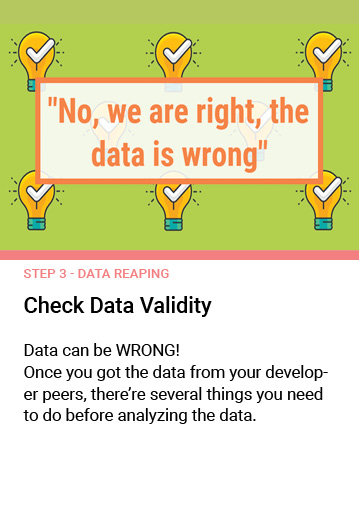 "No, we are right, the
data is wrong"
STEP 3 - DATA REAPING
Check Data Validity
Data can be WRONG!
Once you got the data from your develop-
er peers, there’re several things you need
to do before analyzing the data.